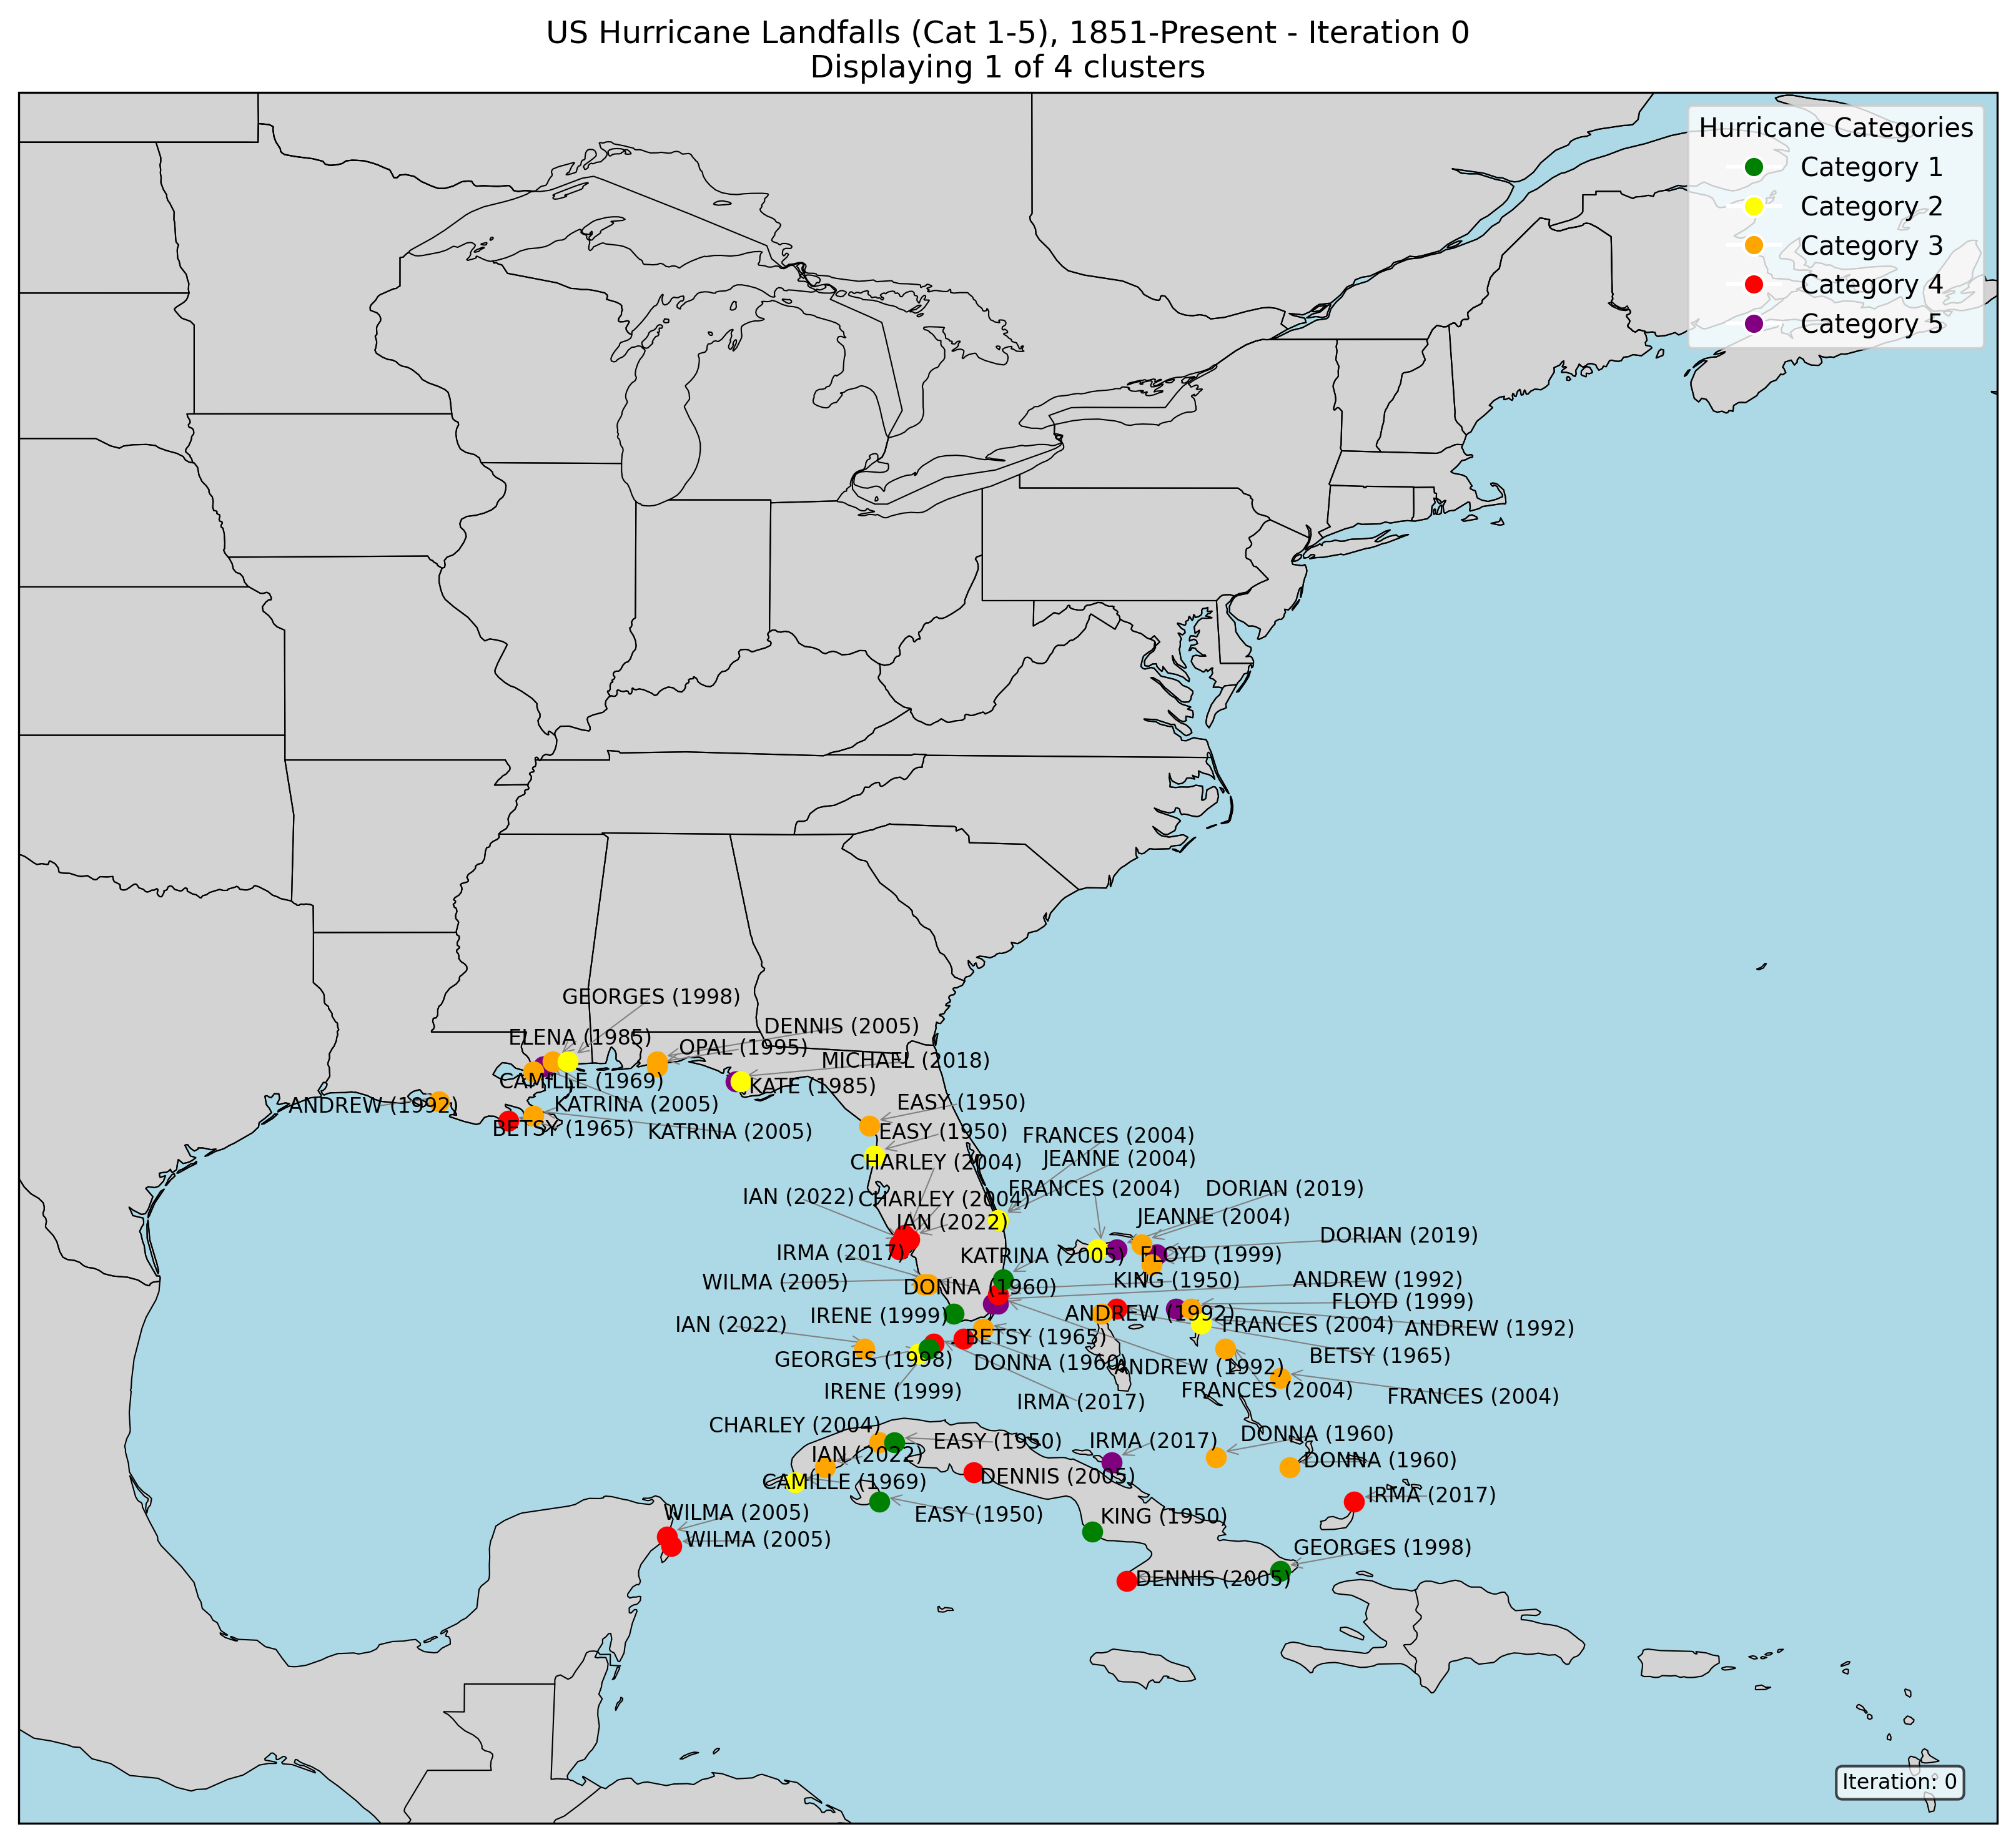 US Hurricane Landfalls (Cat 1-5), 1851-Present - Iteration 0
Displaying 1 of 4 clusters
Hurricane Categories
Category 1
Category 2
Category 3
Category 4
Category 5
GEORGES (1998)
DENNIS (2005)
ELENA (1985)
OPAL (1995)
MICHAEL (2018)
CAMILLE (1969)
KATE (1985)
ANDREW (1992)
KATRINA (2005)
EASY (1950)
BETSY (1965)
KATRINA (2005)
EASY (1950)
FRANCES (2004)
CHARLEY (2004)
JEANNE (2004)
IAN (2022)
CHARLEY (2004)
FRANCES (2004)
DORIAN (2019)
IAN (2022)
JEANNE (2004)
DORIAN (2019)
IRMA (2017)
KATRINA (2005)
FLOYD (1999)
WILMA (2005)
DONNA (1960)
KING (1950)
ANDREW (1992)
FLOYD (1999)
IRENE (1999)
ANDREW (1992)
IAN (2022)
FRANCES (2004)
ANDREW (1992)
BETSY (1965)
GEORGES (1998)
DONNA (1960)
ANDREW (1992)
BETSY (1965)
IRENE (1999)
FRANCES (2004)
FRANCES (2004)
IRMA (2017)
CHARLEY (2004)
EASY (1950)
IRMA (2017)
DONNA (1960)
IAN (2022)
DONNA (1960)
CAMILLE (1969)
DENNIS (2005)
IRMA (2017)
WILMA (2005)
EASY (1950)
KING (1950)
WILMA (2005)
GEORGES (1998)
DENNIS (2005)
Iteration: 0